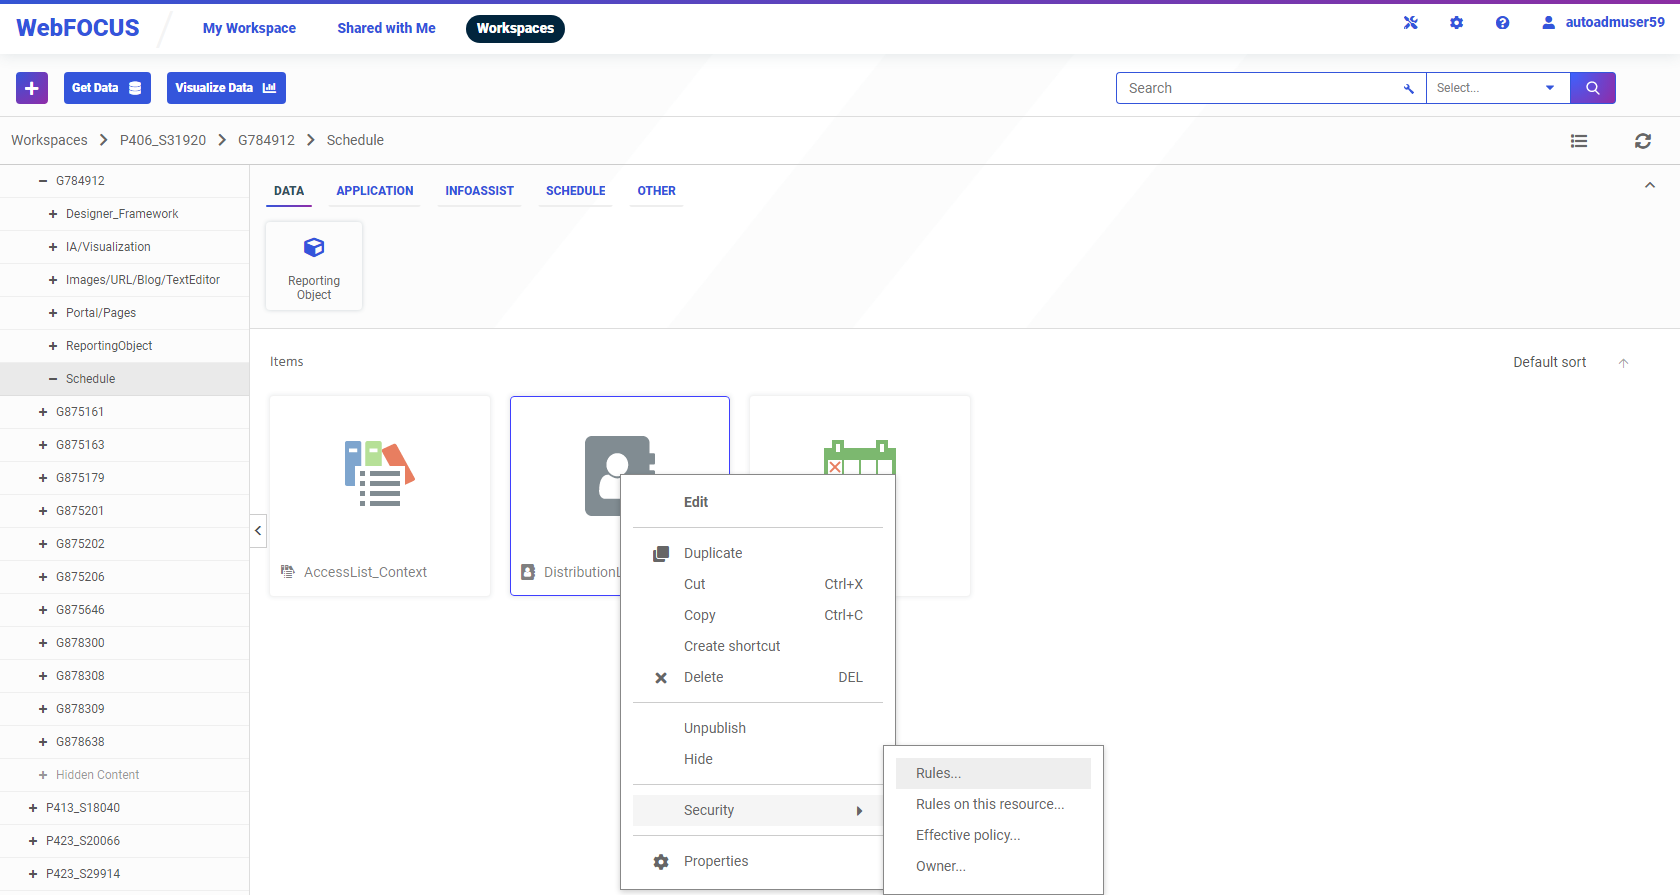 WebFOCUS
My Workspace
Shared with Me
Workspaces
autoadmuser59
Get Data
Visualize Data
Search
Select...
Workspaces > P406_S31920 > G784912 > Schedule
G784912
Designer_Framework
IA/Visualization
Images/URL/Blog/TextEditor
Portal/Pages
ReportingObject
Schedule
G875161
G875163
G875179
G875201
G875202
G875206
G875646
G878300
G878308
G878309
G878638
Hidden Content
P413_S18040
P423_S20066
P423_S29914
DATA
APPLICATION
INFOASSIST
SCHEDULE
OTHER
Reporting
Object
Items
Default sort
AccessList_Context
DistributionL
Edit
Duplicate
Cut Ctrl+X
Copy Ctrl+C
Create shortcut
Delete DEL
Unpublish
Hide
Security
Properties
Rules...
Rules on this resource...
Effective policy...
Owner...